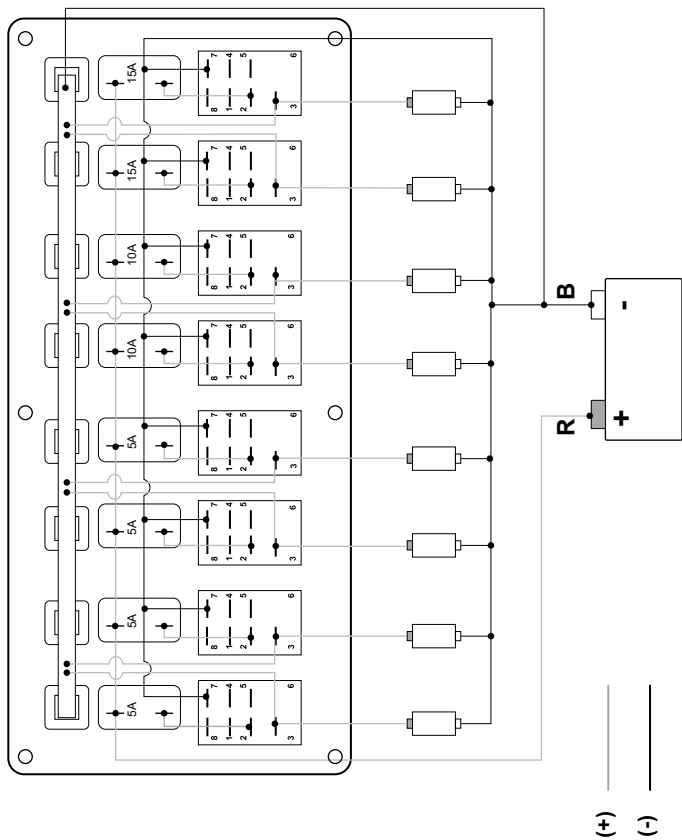 5A 5A 5A 5A 10A 10A 15A 15A
8 7 8 7 8 7 8 7 8 7 8 7 8 7 8 7
1 4 1 4 1 4 1 4 1 4 1 4 1 4 1 4
2 5 2 5 2 5 2 5 2 5 2 5 2 5 2 5
3 6 3 6 3 6 3 6 3 6 3 6 3 6 3 6
R B
+ -
(+)
(-)